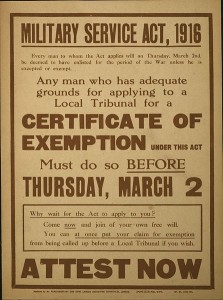 MILITARY SERVICE ACT, 1916
Every man to whom the Act applies will on Thursday, March 2nd,
be deemed to have enlisted for the period of the War unless he is
exempted or exempt.
Any man who has adequate
grounds for applying to a
Local Tribunal for a
CERTIFICATE OF
EXEMPTION UNDER THIS ACT
Must do so BEFORE
THURSDAY, MARCH 2
Why wait for the Act to apply to you?
Come now and join of your own free will.
You can at once put your claim for exemption
from being called up before a Local Tribunal if you wish.
ATTEST NOW